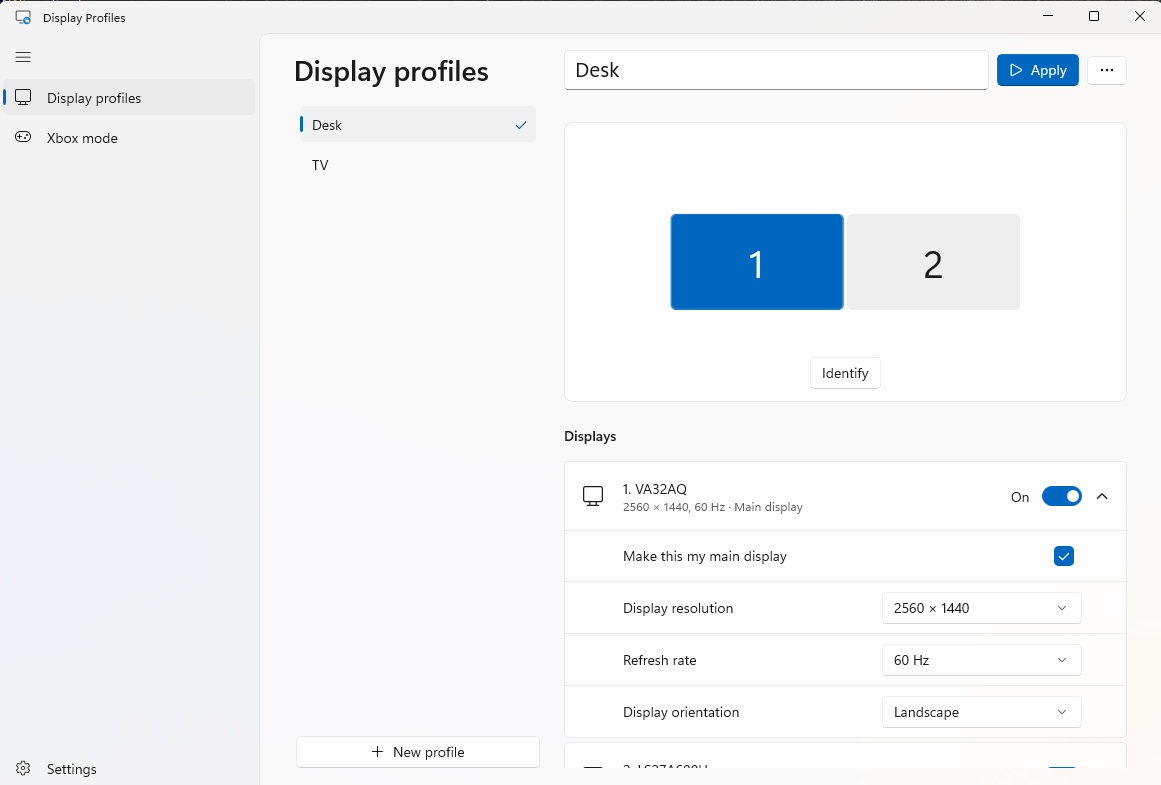 Display Profiles
Display profiles
Xbox mode
Settings
Display profiles
Desk
TV
New profile
Desk
Apply
1
2
Identify
Displays
1. VA32AQ
2560 × 1440, 60 Hz · Main display
On
Make this my main display
Display resolution
2560 × 1440
Refresh rate
60 Hz
Display orientation
Landscape